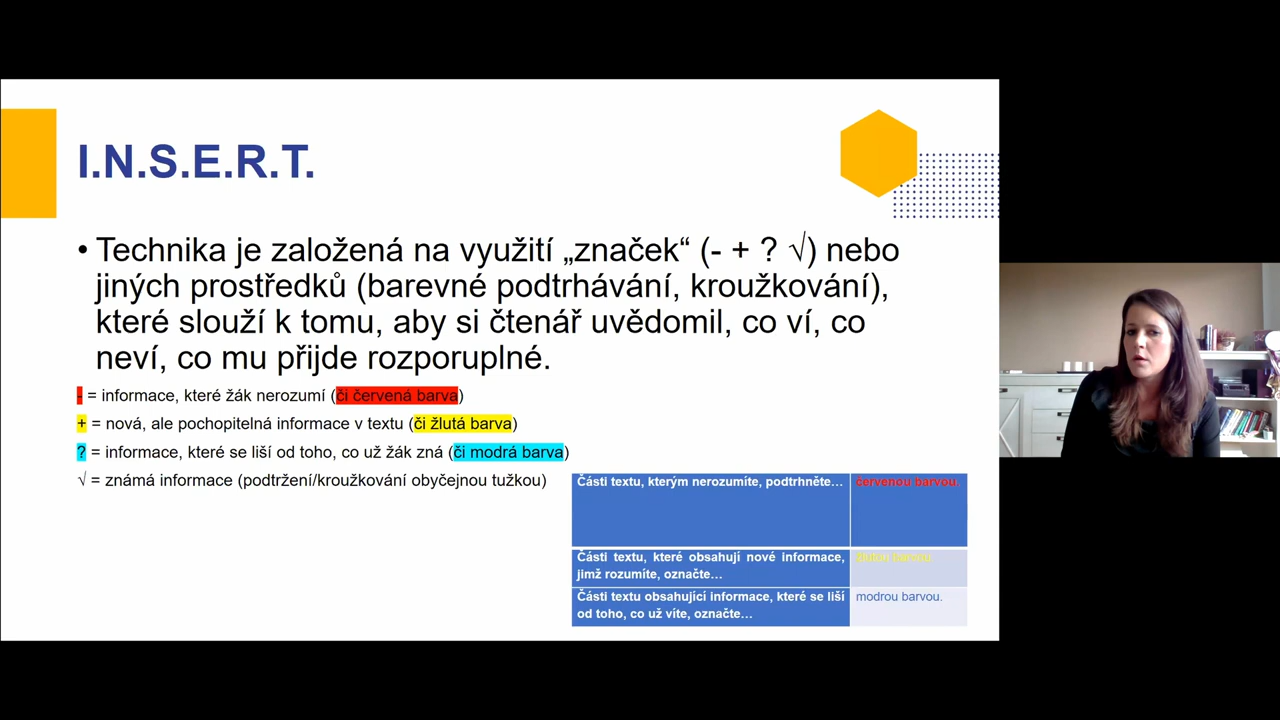 I.N.S.E.R.T.
• Technika je založená na využití „značek“ (- + ? √) nebo
jiných prostředků (barevné podtrhávání, kroužkování),
které slouží k tomu, aby si čtenář uvědomil, co ví, co
neví, co mu přijde rozporuplné.
- = informace, které žák nerozumí (či červená barva)
+ = nová, ale pochopitelná informace v textu (či žlutá barva)
? = informace, které se liší od toho, co už žák zná (či modrá barva)
√ = známá informace (podtržení/kroužkování obyčejnou tužkou)
Části textu, kterým nerozumíte, podtrhněte… červenou barvou.
Části textu, které obsahují nové informace, žlutou barvou.
jimž rozumíte, označte…
Části textu obsahující informace, které se liší modrou barvou.
od toho, co už víte, označte…